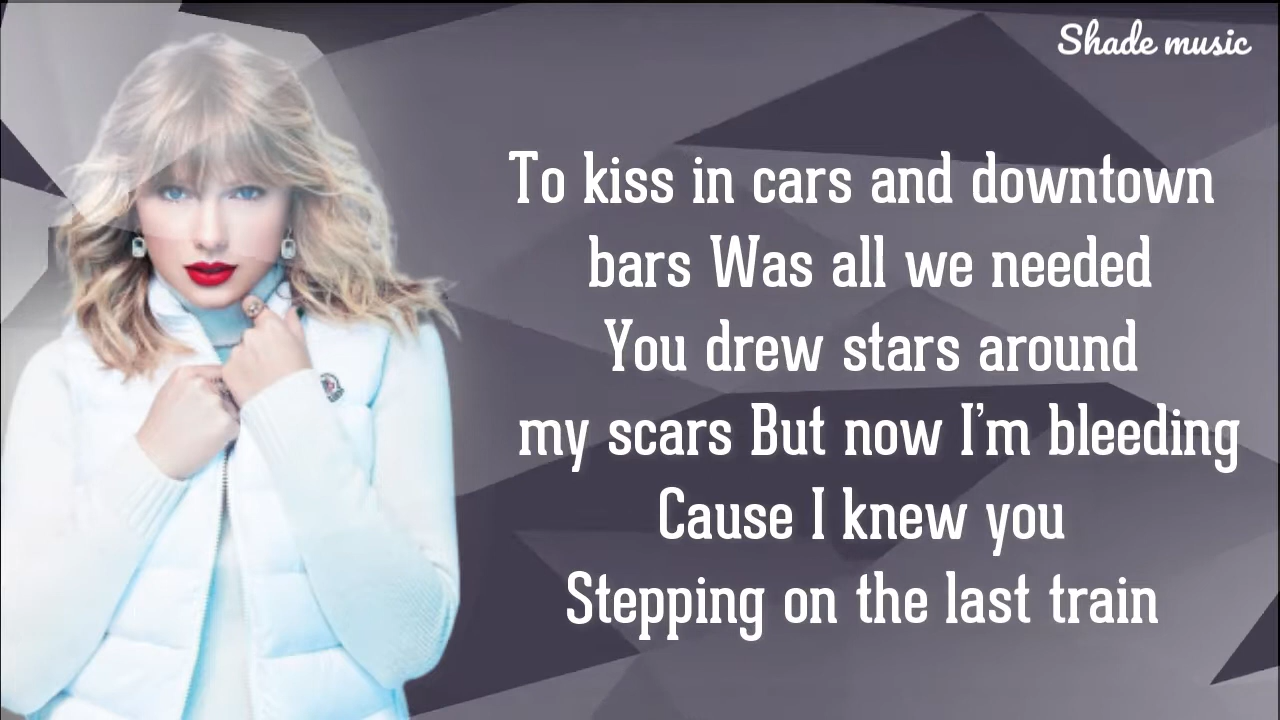 Shade music
To kiss in cars and downtown
bars Was all we needed
You drew stars around
my scars But now I'm bleeding
Cause I knew you
Stepping on the last train